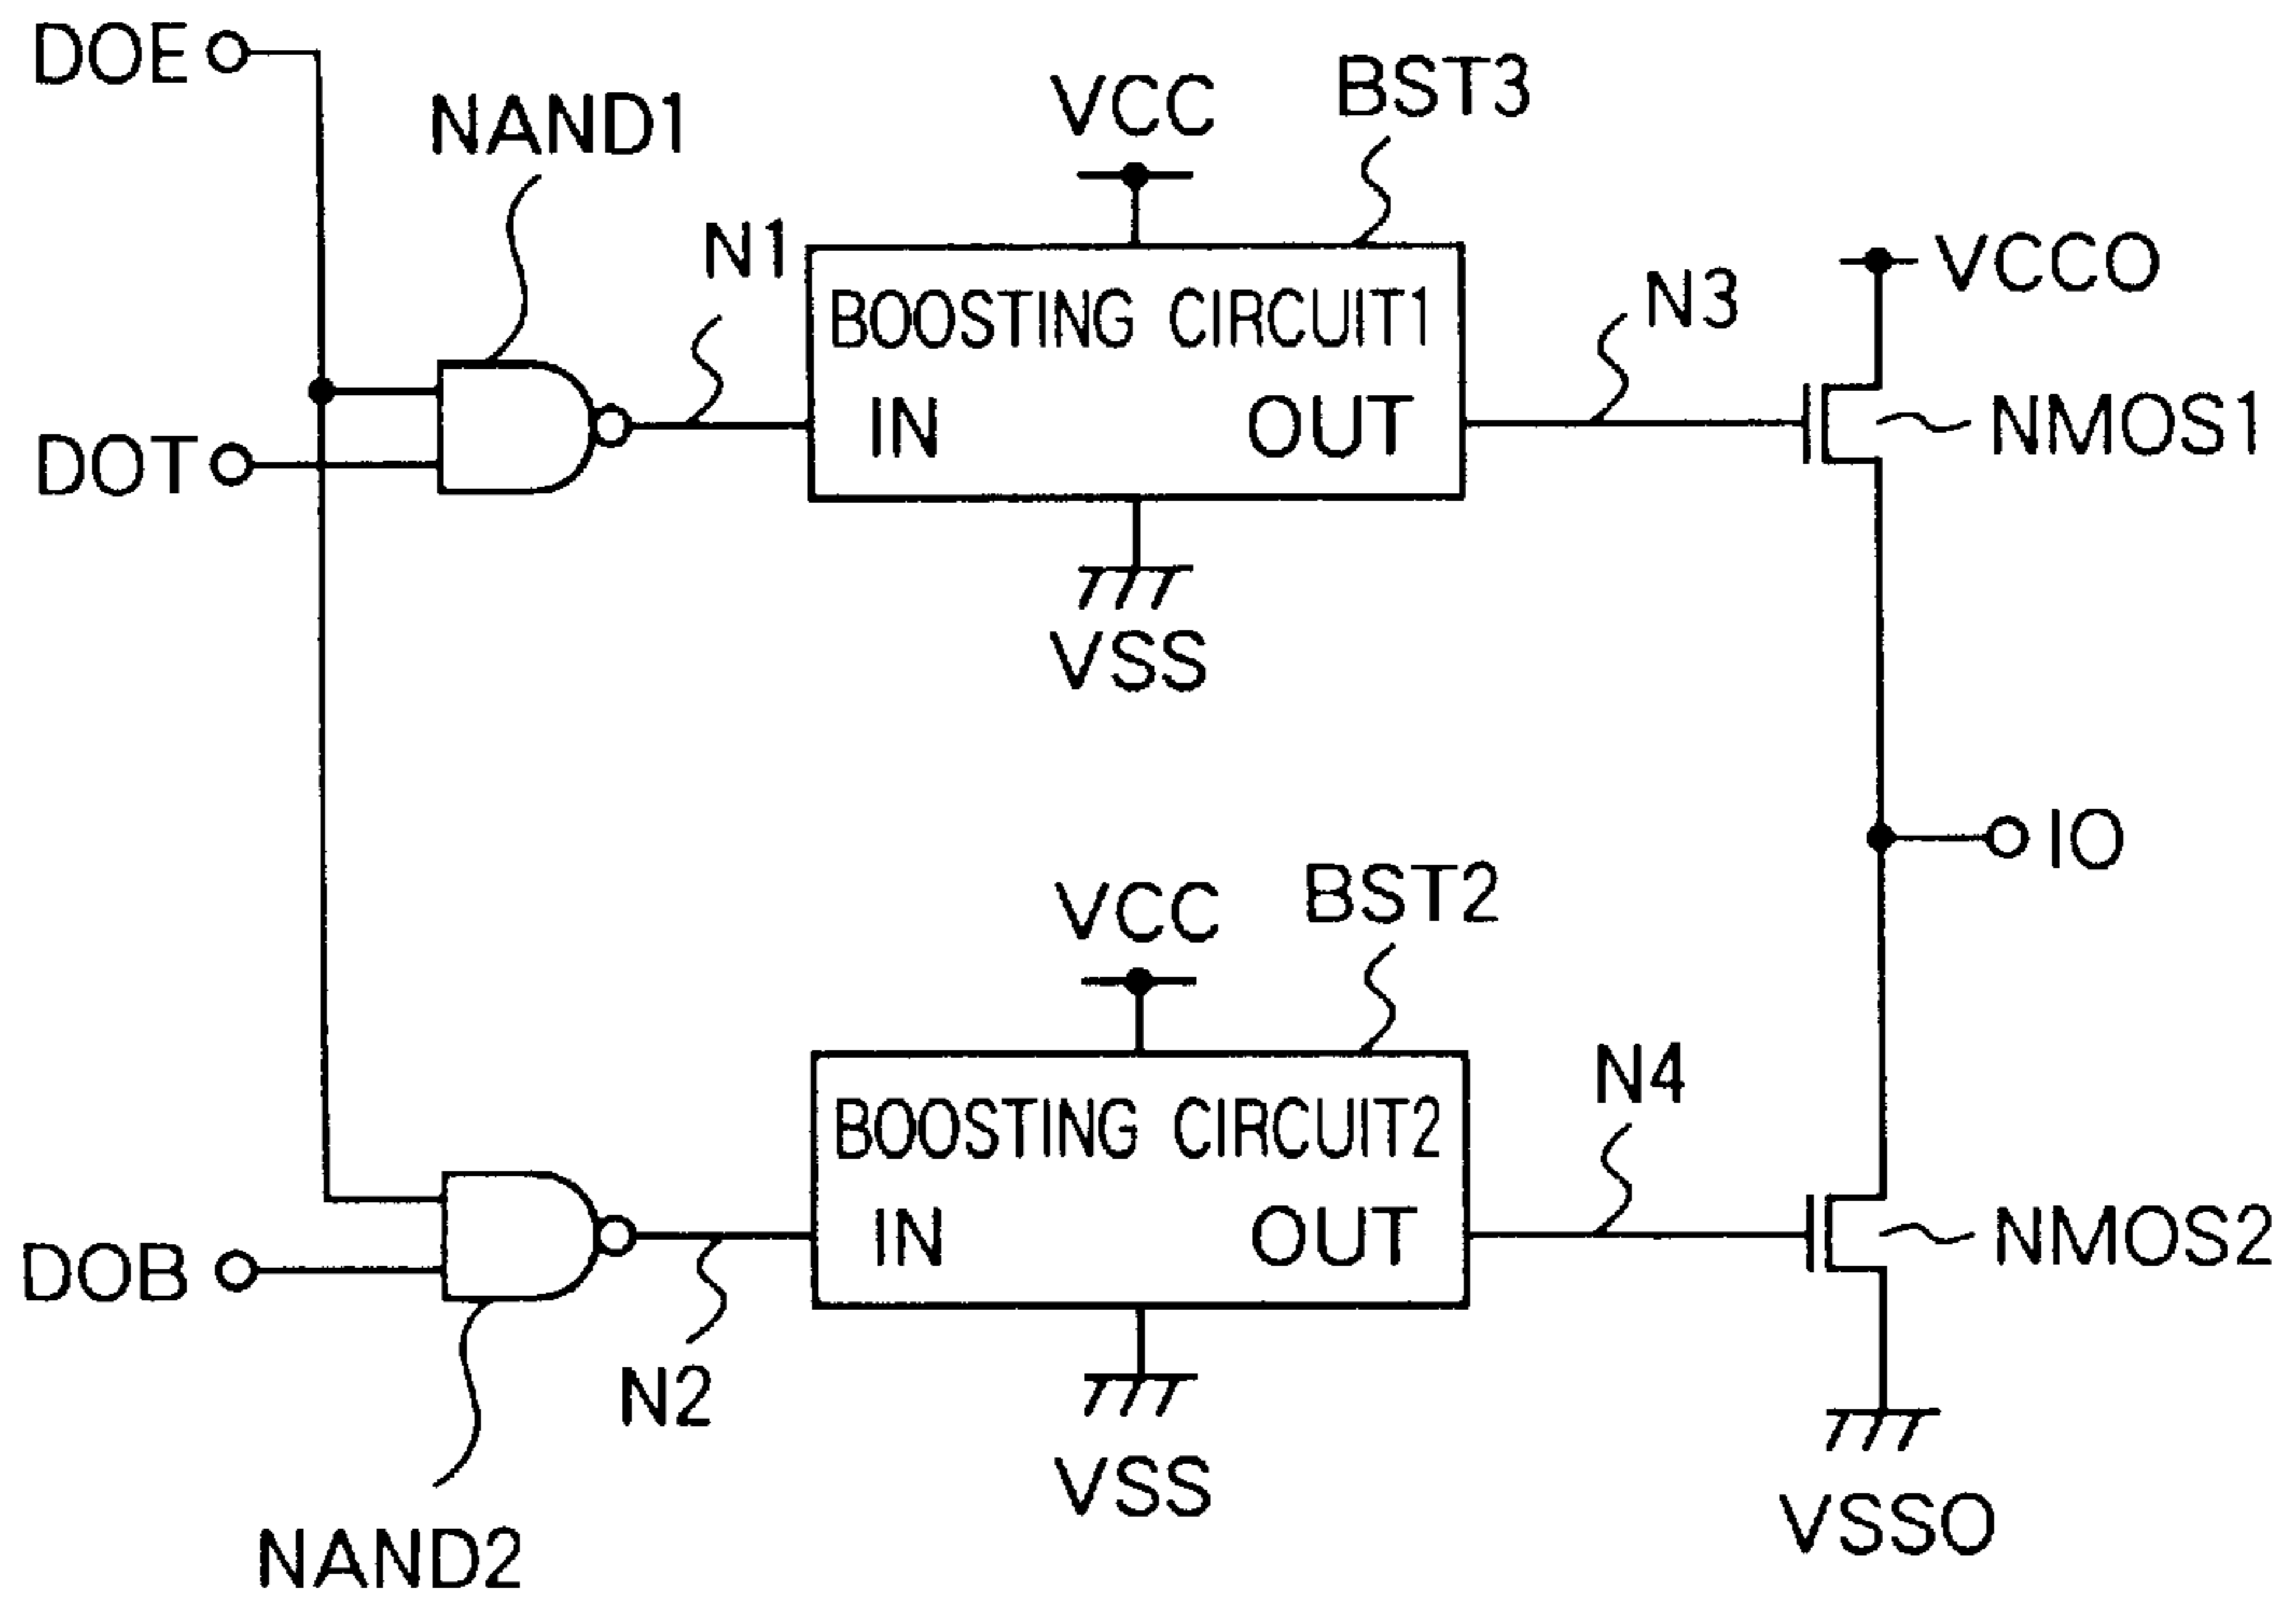 DOE
NAND1
VCC
BST3
N1
BOOSTING CIRCUIT1
IN OUT
N3
VCCO
NMOS1
DOT
VSS
IO
VCC
BST2
BOOSTING CIRCUIT2
IN OUT
N4
NMOS2
DOB
N2
VSS
VSSO
NAND2